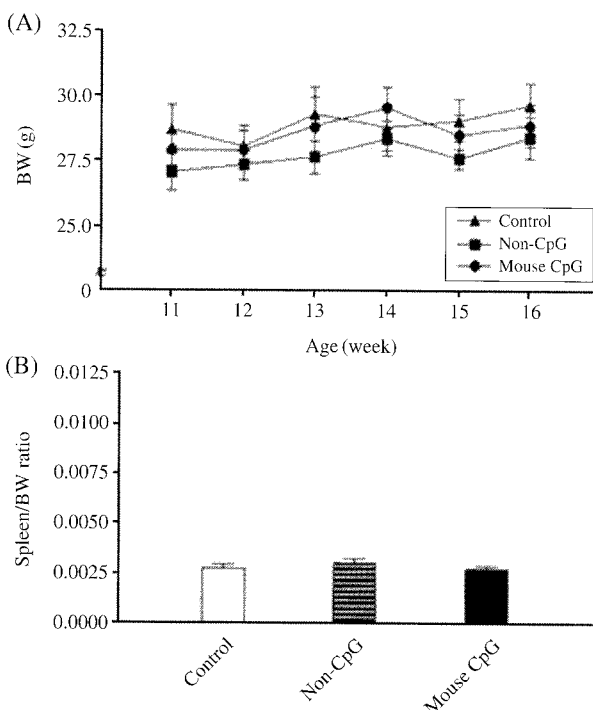 (A)
32.5
30.0
27.5
25.0
0
BW (g)
Control
Non-CpG
Mouse CpG
11 12 13 14 15 16
Age (week)
(B)
0.0125
0.0100
0.0075
0.0050
0.0025
0.0000
Spleen/BW ratio
Control
Non-CpG
Mouse CpG